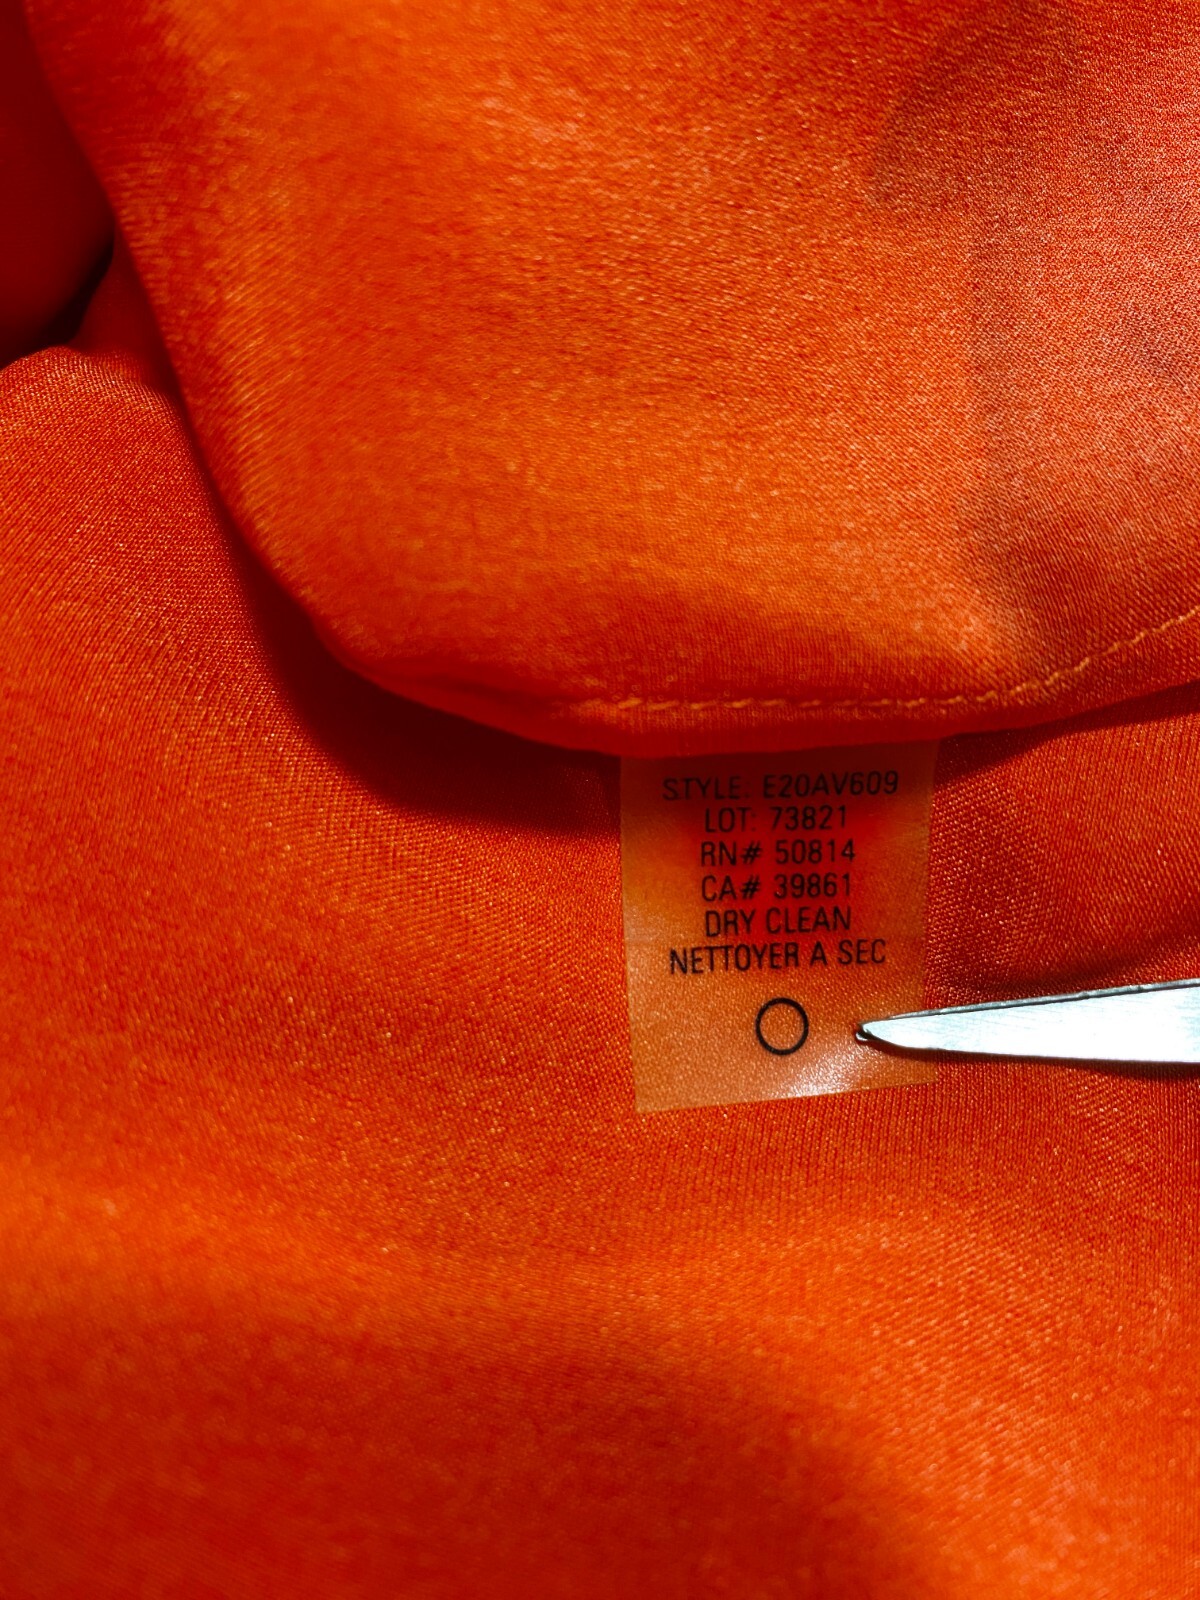 STYLE: E20AV609
LOT: 73821
RN# 50814
CA# 39861
DRY CLEAN
NETTOYER A SEC